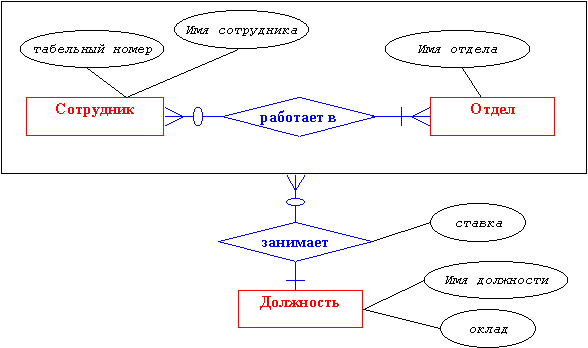 Имя сотрудника
табельный номер
Имя отдела
Сотрудник
работает в
Отдел
ставка
занимает
Имя должности
Должность
оклад